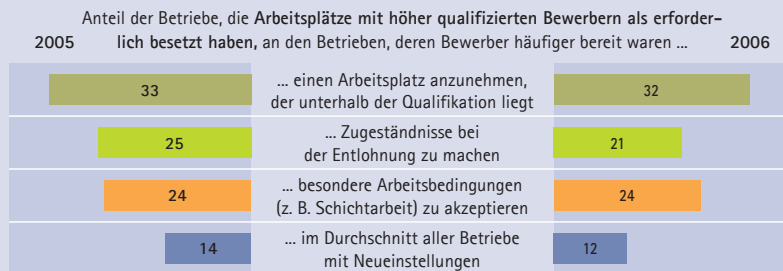 Anteil der Betriebe, die Arbeitsplätze mit höher qualifizierten Bewerbern als erforder-
2005 lich besetzt haben, an den Betrieben, deren Bewerber häufiger bereit waren ... 2006
33 ... einen Arbeitsplatz anzunehmen, 32
der unterhalb der Qualifikation liegt
25 ... Zugeständnisse bei 21
der Entlohnung zu machen
24 ... besondere Arbeitsbedingungen 24
(z. B. Schichtarbeit) zu akzeptieren
14 ... im Durchschnitt aller Betriebe 12
mit Neueinstellungen